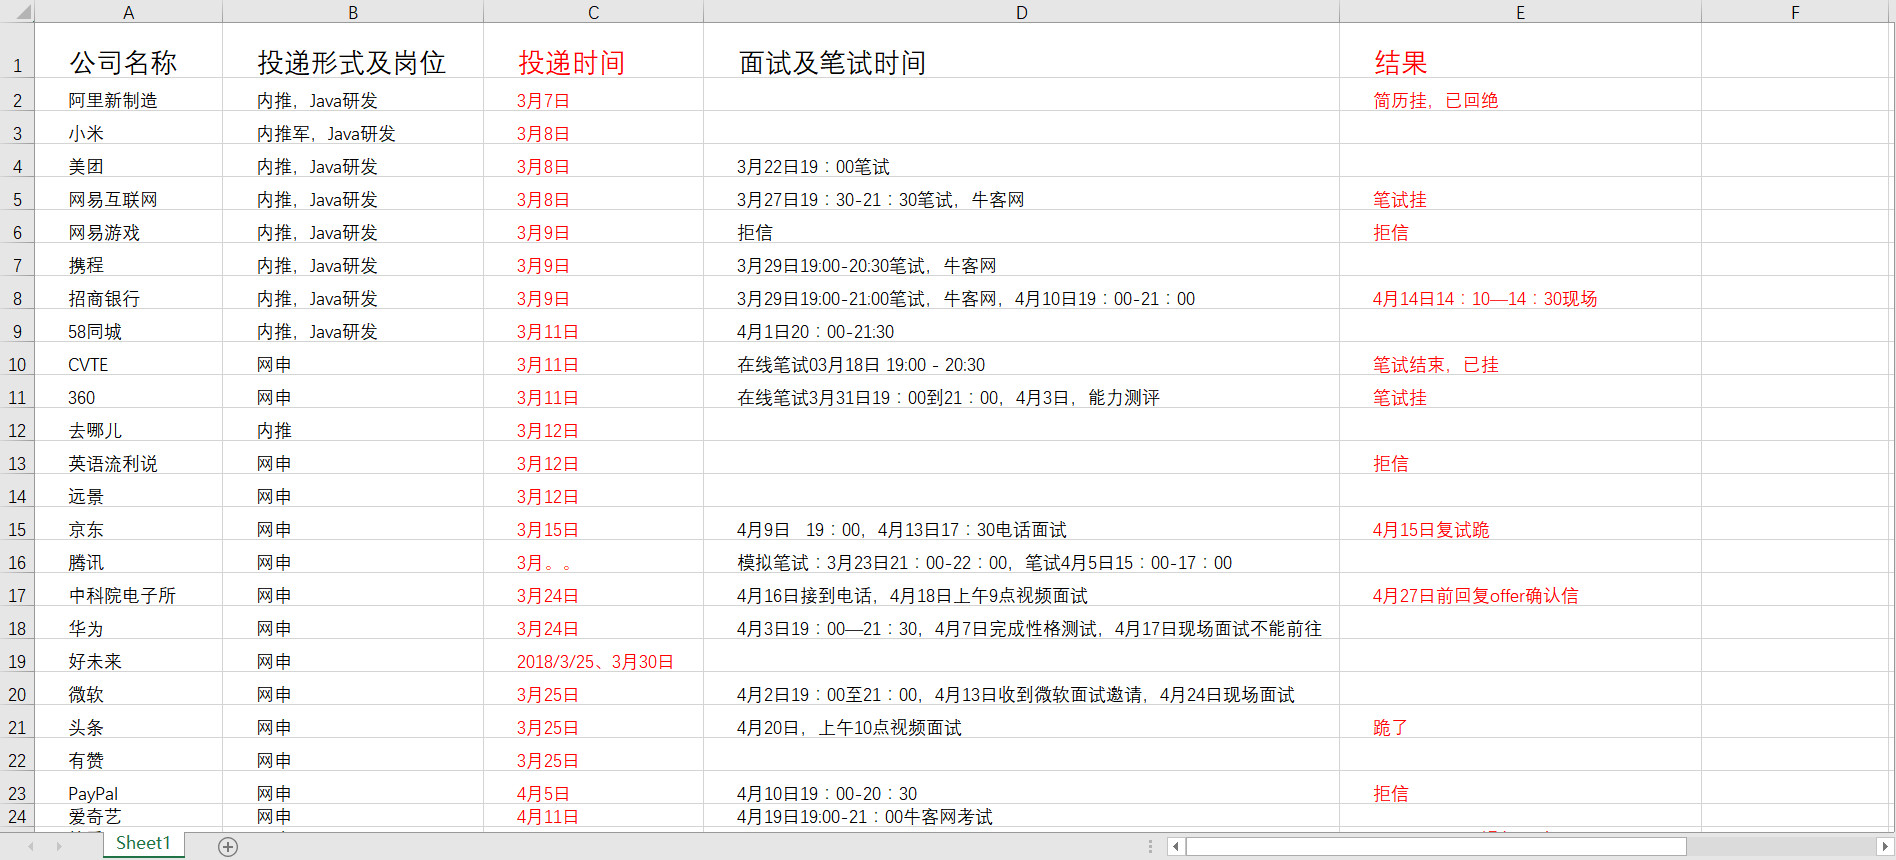 A B C D E F
1 公司名称 投递形式及岗位 投递时间 面试及笔试时间 结果
2 阿里新制造 内推，Java研发 3月7日 简历挂，已回绝
3 小米 内推军，Java研发 3月8日
4 美团 内推，Java研发 3月8日 3月22日19：00笔试
5 网易互联网 内推，Java研发 3月8日 3月27日19：30-21：30笔试，牛客网 笔试挂
6 网易游戏 内推，Java研发 3月9日 拒信 拒信
7 携程 内推，Java研发 3月9日 3月29日19:00-20:30笔试，牛客网
8 招商银行 内推，Java研发 3月9日 3月29日19:00-21:00笔试，牛客网，4月10日19：00-21：00 4月14日14：10—14：30现场
9 58同城 内推，Java研发 3月11日 4月1日20：00-21:30
10 CVTE 网申 3月11日 在线笔试03月18日 19:00 - 20:30 笔试结束，已挂
11 360 网申 3月11日 在线笔试3月31日19：00到21：00，4月3日，能力测评 笔试挂
12 去哪儿 内推 3月12日
13 英语流利说 网申 3月12日 拒信
14 远景 网申 3月12日
15 京东 网申 3月15日 4月9日 19：00，4月13日17：30电话面试 4月15日复试跪
16 腾讯 网申 3月。。 模拟笔试：3月23日21：00-22：00，笔试4月5日15：00-17：00
17 中科院电子所 网申 3月24日 4月16日接到电话，4月18日上午9点视频面试 4月27日前回复offer确认信
18 华为 网申 3月24日 4月3日19：00—21：30，4月7日完成性格测试，4月17日现场面试不能前往
19 好未来 网申 2018/3/25、3月30日
20 微软 网申 3月25日 4月2日19：00至21：00，4月13日收到微软面试邀请，4月24日现场面试
21 头条 网申 3月25日 4月20日，上午10点视频面试 跪了
22 有赞 网申 3月25日
23 PayPal 网申 4月5日 4月10日19：00-20：30 拒信
24 爱奇艺 网申 4月11日 4月19日19:00-21：00牛客网考试
Sheet1